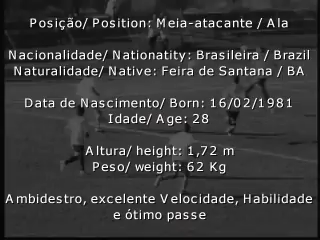 Posição/ Position: Meia-atacante / Ala
Nacionalidade/ Nationatity: Brasileira / Brazil
Naturalidade/ Native: Feira de Santana / BA
Data de Nascimento/ Born: 16/02/1981
Idade/ Age: 28
Altura/ height: 1,72 m
Peso/ weight: 62 Kg
Ambidestro, excelente Velocidade, Habilidade
e ótimo passe